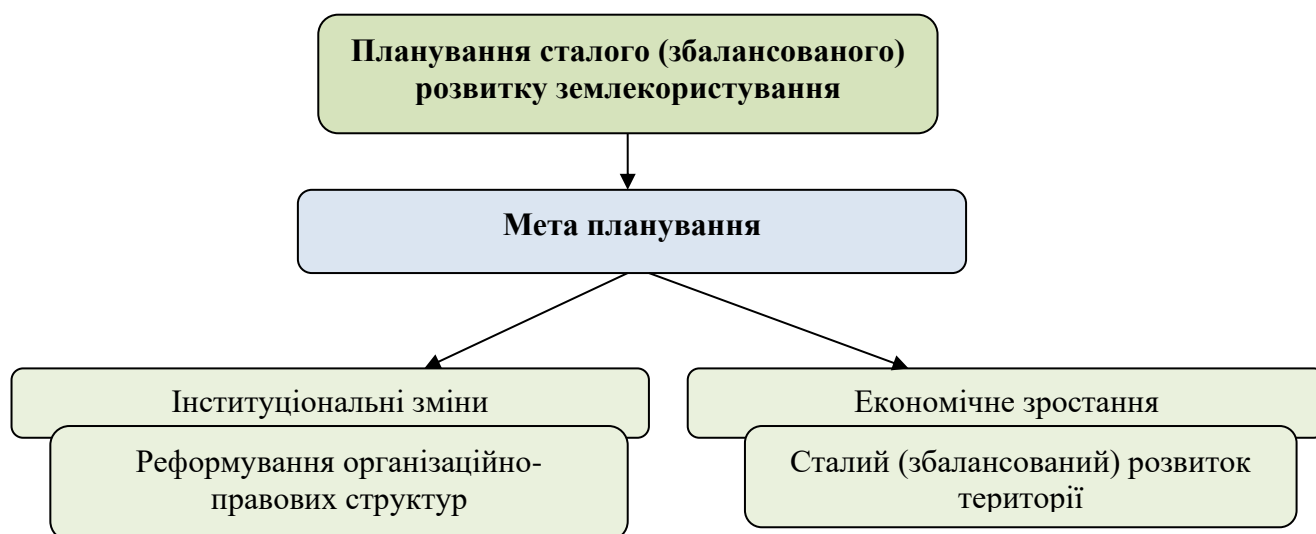 Планування сталого (збалансованого)
розвитку землекористування
Мета планування
Інституціональні зміни
Реформування організаційно-
правових структур
Економічне зростання
Сталий (збалансований) розвиток
території